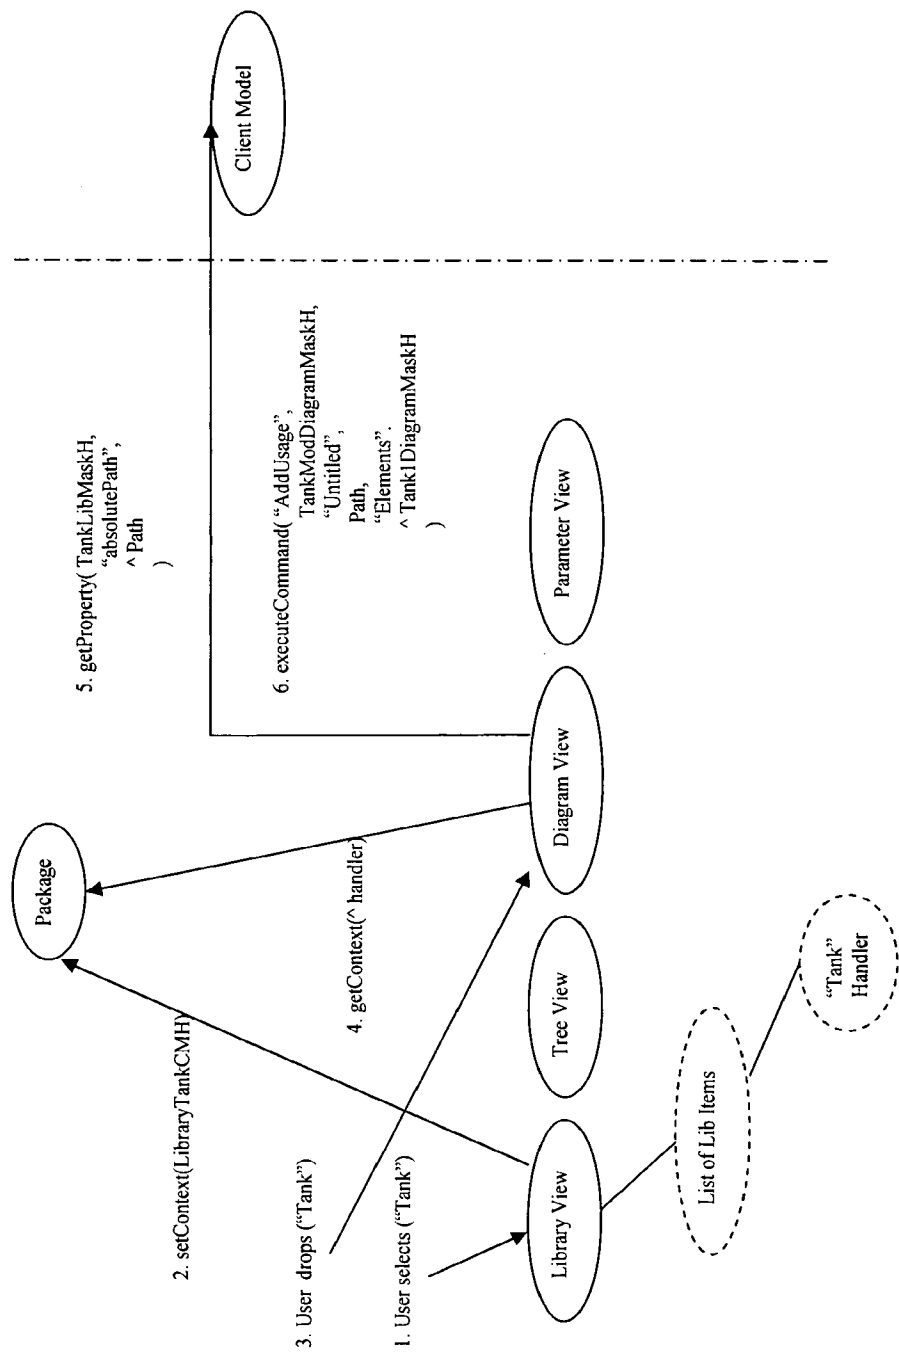 Package
Client Model
5. getProperty( TankLibMaskH,
“absolutePath”,
^ Path
)
2. setContext(LibraryTankCMH)
4. getContext(^ handler)
6. executeCommand( “AddUsage”,
TankModDiagramMaskH,
“Untitled”,
Path,
“Elements”.
^ Tank1DiagramMaskH
)
3. User drops (“Tank”)
1. User selects (“Tank”)
Library View
Tree View
Diagram View
Parameter View
List of Lib Items
“Tank”
Handler